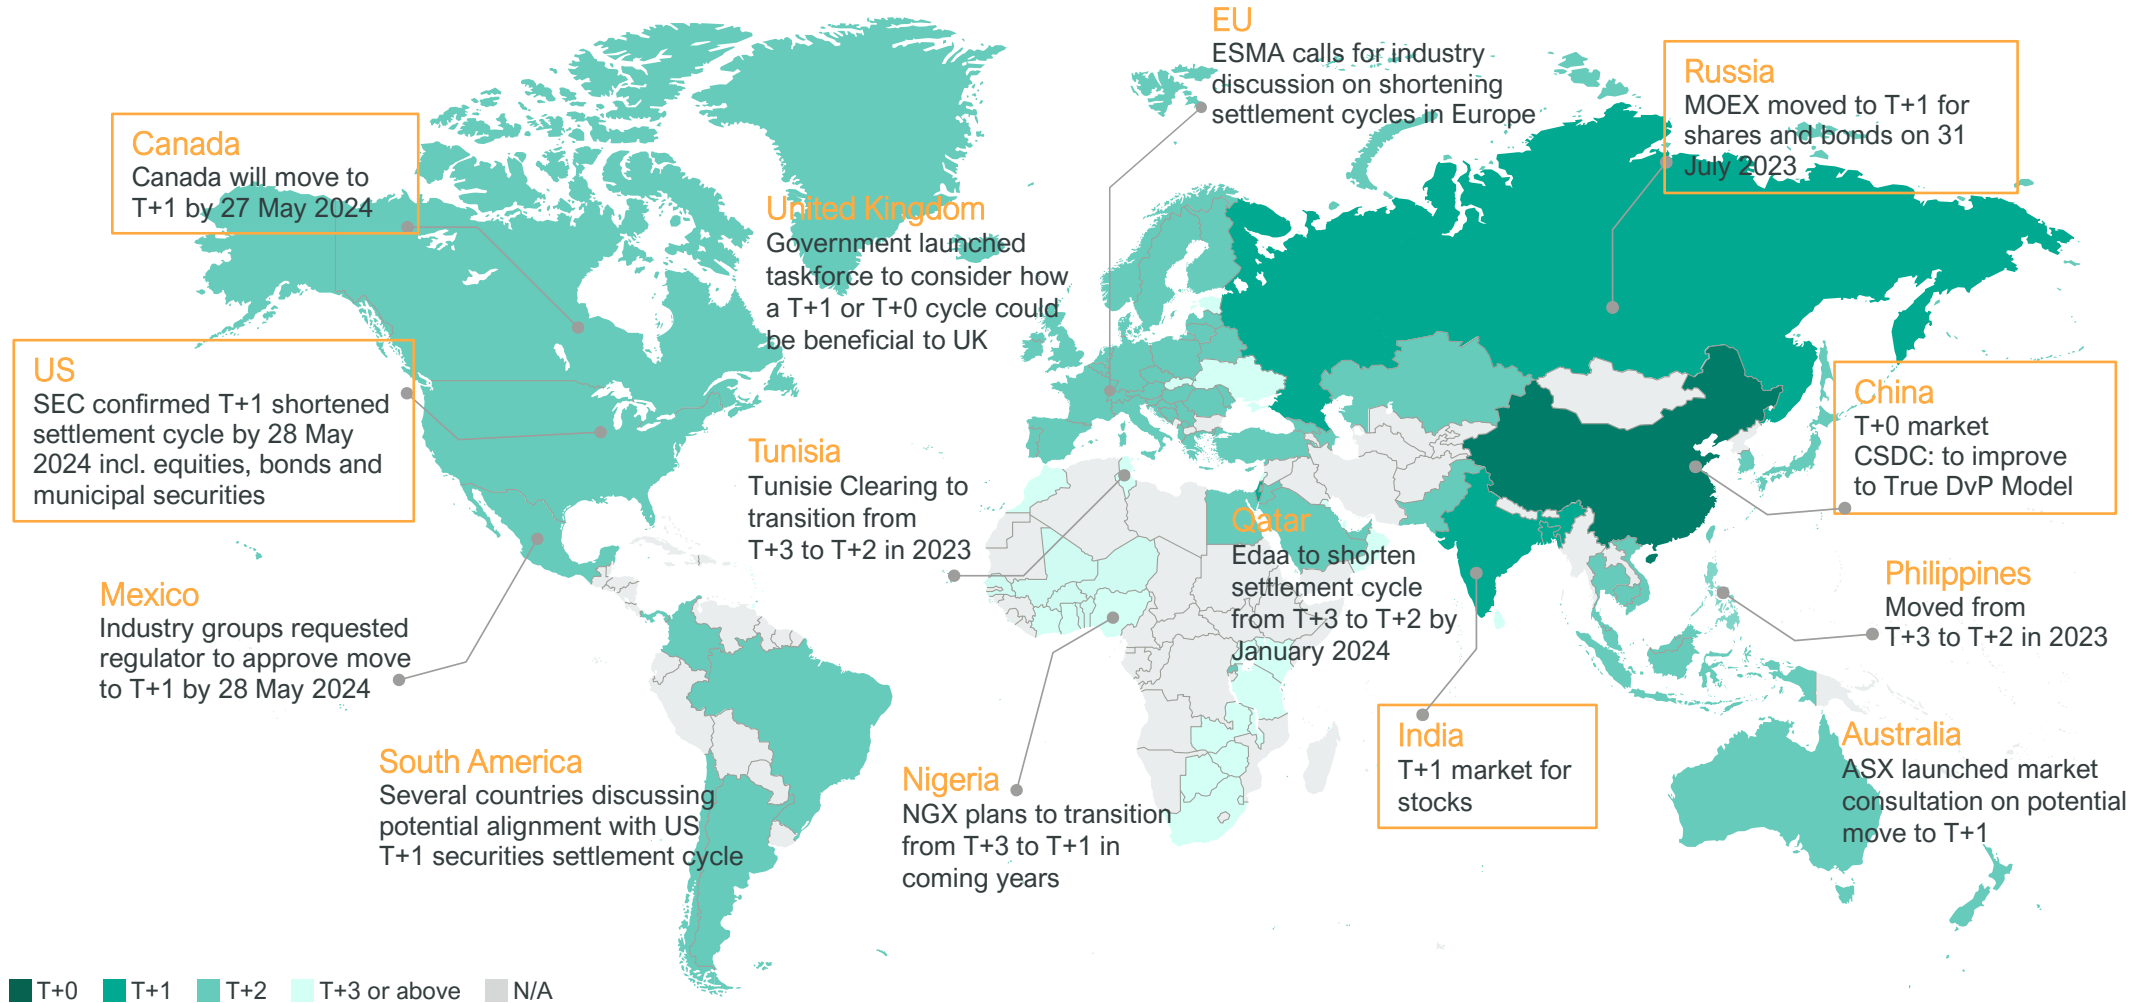 EU
ESMA calls for industry
discussion on shortening
settlement cycles in Europe
Russia
MOEX moved to T+1 for
shares and bonds on 31
July 2023
Canada
Canada will move to
T+1 by 27 May 2024
United Kingdom
Government launched
taskforce to consider how
a T+1 or T+0 cycle could
be beneficial to UK
US
SEC confirmed T+1 shortened
settlement cycle by 28 May
2024 incl. equities, bonds and
municipal securities
China
T+0 market
CSDC: to improve
to True DvP Model
Tunisia
Tunisie Clearing to
transition from
T+3 to T+2 in 2023
Qatar
Edaa to shorten
settlement cycle
from T+3 to T+2 by
January 2024
Mexico
Industry groups requested
regulator to approve move
to T+1 by 28 May 2024
Philippines
Moved from
T+3 to T+2 in 2023
South America
Several countries discussing
potential alignment with US
T+1 securities settlement cycle
Nigeria
NGX plans to transition
from T+3 to T+1 in
coming years
India
T+1 market for
stocks
Australia
ASX launched market
consultation on potential
move to T+1
T+0 T+1 T+2 T+3 or above N/A